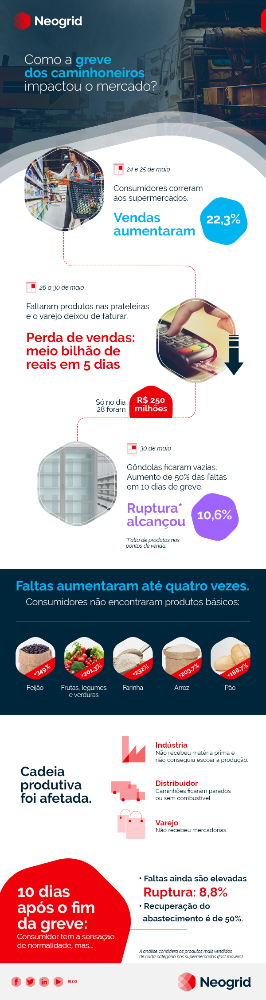 Neogrid
Como a greve
dos caminhoneiros
impactou o mercado?
24 e 25 de maio
Consumidores correram
aos supermercados.
Vendas
aumentaram
22,3%
26 a 30 de maio
Faltaram produtos nas prateleiras
e o varejo deixou de faturar.
Perda de vendas:
meio bilhão de
reais em 5 dias
Só no dia
28 foram
R$ 250
milhões
30 de maio
Gôndolas ficaram vazias.
Aumento de 50% das faltas
em 10 dias de greve.
Ruptura*
alcançou
10,6%
*Falta de produtos nos
pontos de venda.
Faltas aumentaram até quatro vezes.
Consumidores não encontraram produtos básicos:
+349%
Feijão
+201,3%
Frutas, legumes
e verduras
+232%
Farinha
+203,7%
Arroz
+188,7%
Pão
Cadeia
produtiva
foi afetada.
Indústria
Não recebeu matéria prima e
não conseguiu escoar a produção.
Distribuidor
Caminhões ficaram parados
ou sem combustível.
Varejo
Não recebeu mercadorias.
10 dias
após o fim
da greve:
Consumidor tem a sensação
de normalidade, mas...
• Faltas ainda são elevadas
Ruptura: 8,8%
• Recuperação do
abastecimento é de 50%.
A análise considera os produtos mais vendidos
de cada categoria nos supermercados (fast movers).
BLOG
Neogrid